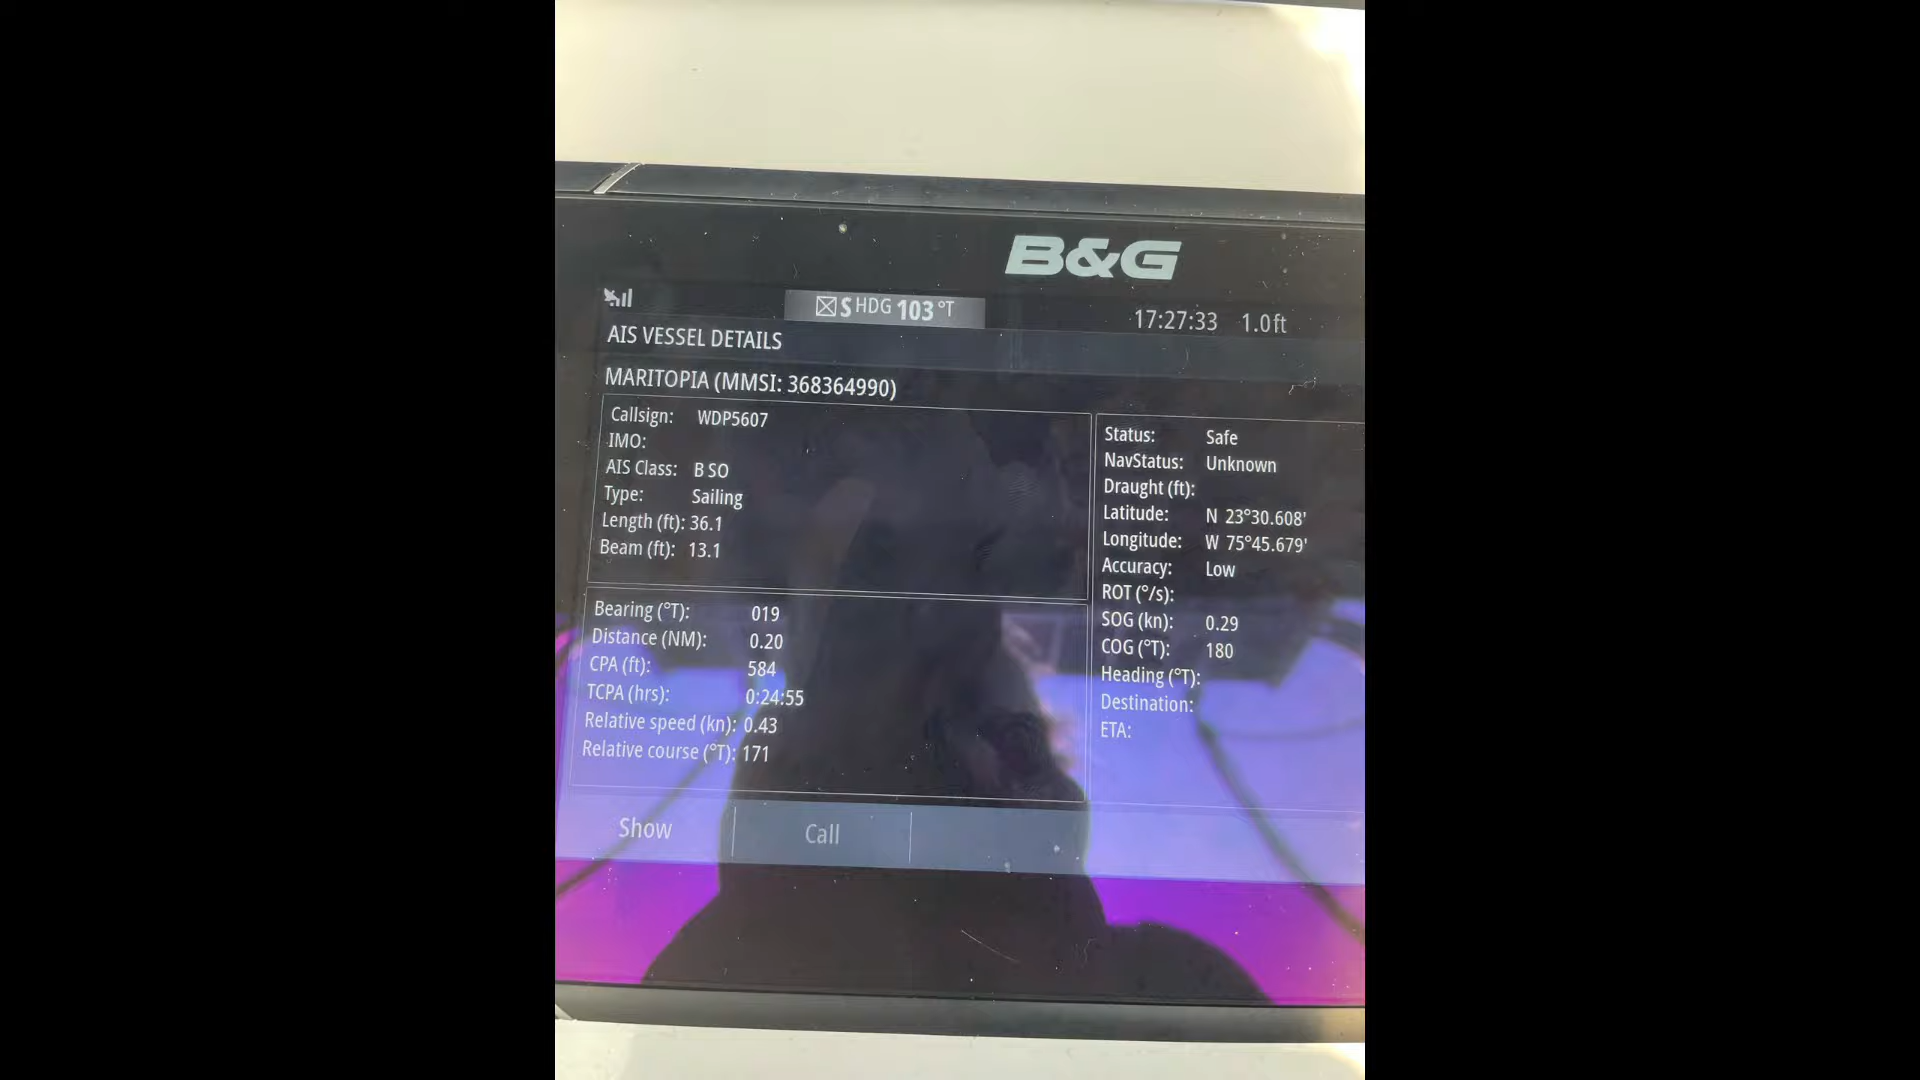 B&G
S HDG 103 °T
17:27:33 1.0ft
AIS VESSEL DETAILS
MARITOPIA (MMSI: 368364990)
Callsign: WDP5607
IMO:
AIS Class: B SO
Type: Sailing
Length (ft): 36.1
Beam (ft): 13.1
Bearing (°T): 019
Distance (NM): 0.20
CPA (ft): 584
TCPA (hrs): 0:24:55
Relative speed (kn): 0.43
Relative course (°T): 171
Status: Safe
NavStatus: Unknown
Draught (ft):
Latitude: N 23°30.608'
Longitude: W 75°45.679'
Accuracy: Low
ROT (°/s):
SOG (kn): 0.29
COG (°T): 180
Heading (°T):
Destination:
ETA:
Show
Call